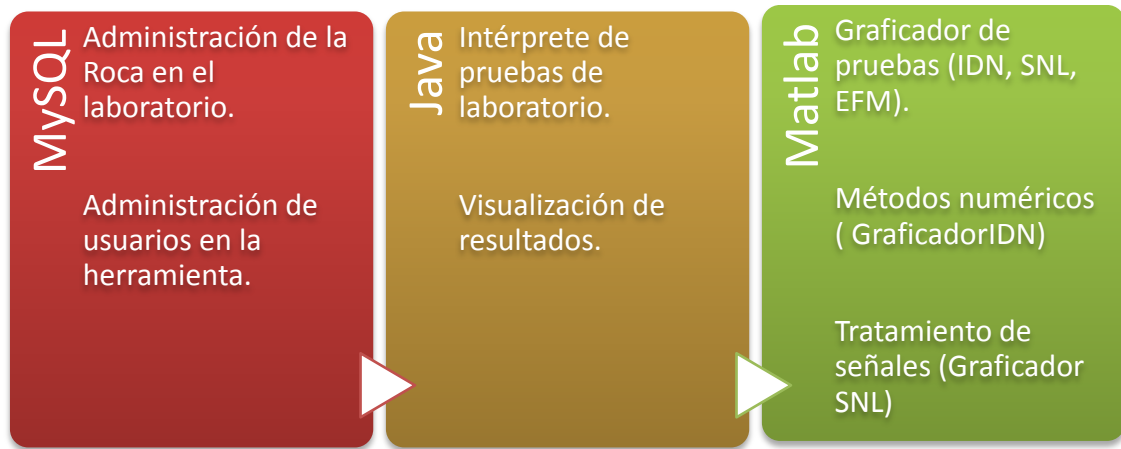 MySQL
Administración de la
Roca en el
laboratorio.
Administración de
usuarios en la
herramienta.
Java
Intérprete de
pruebas de
laboratorio.
Visualización de
resultados.
Matlab
Graficador de
pruebas (IDN, SNL,
EFM).
Métodos numéricos
( GraficadorIDN)
Tratamiento de
señales (Graficador
SNL)